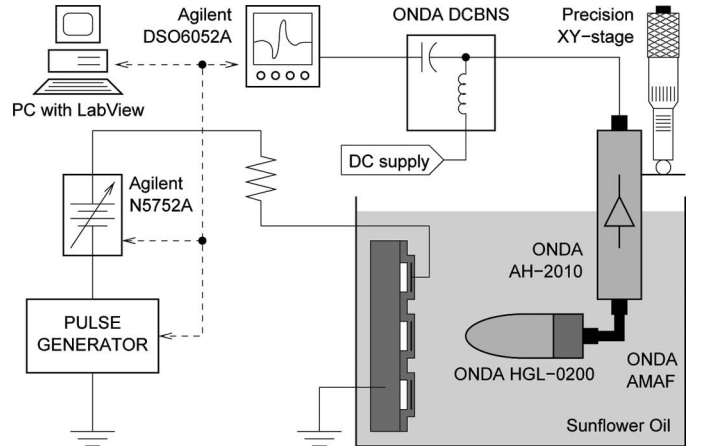 Agilent
DSO6052A
ONDA DCBNS
Precision
XY−stage
PC with LabView
DC supply
Agilent
N5752A
ONDA
AH−2010
PULSE
GENERATOR
ONDA HGL−0200
ONDA
AMAF
Sunflower Oil